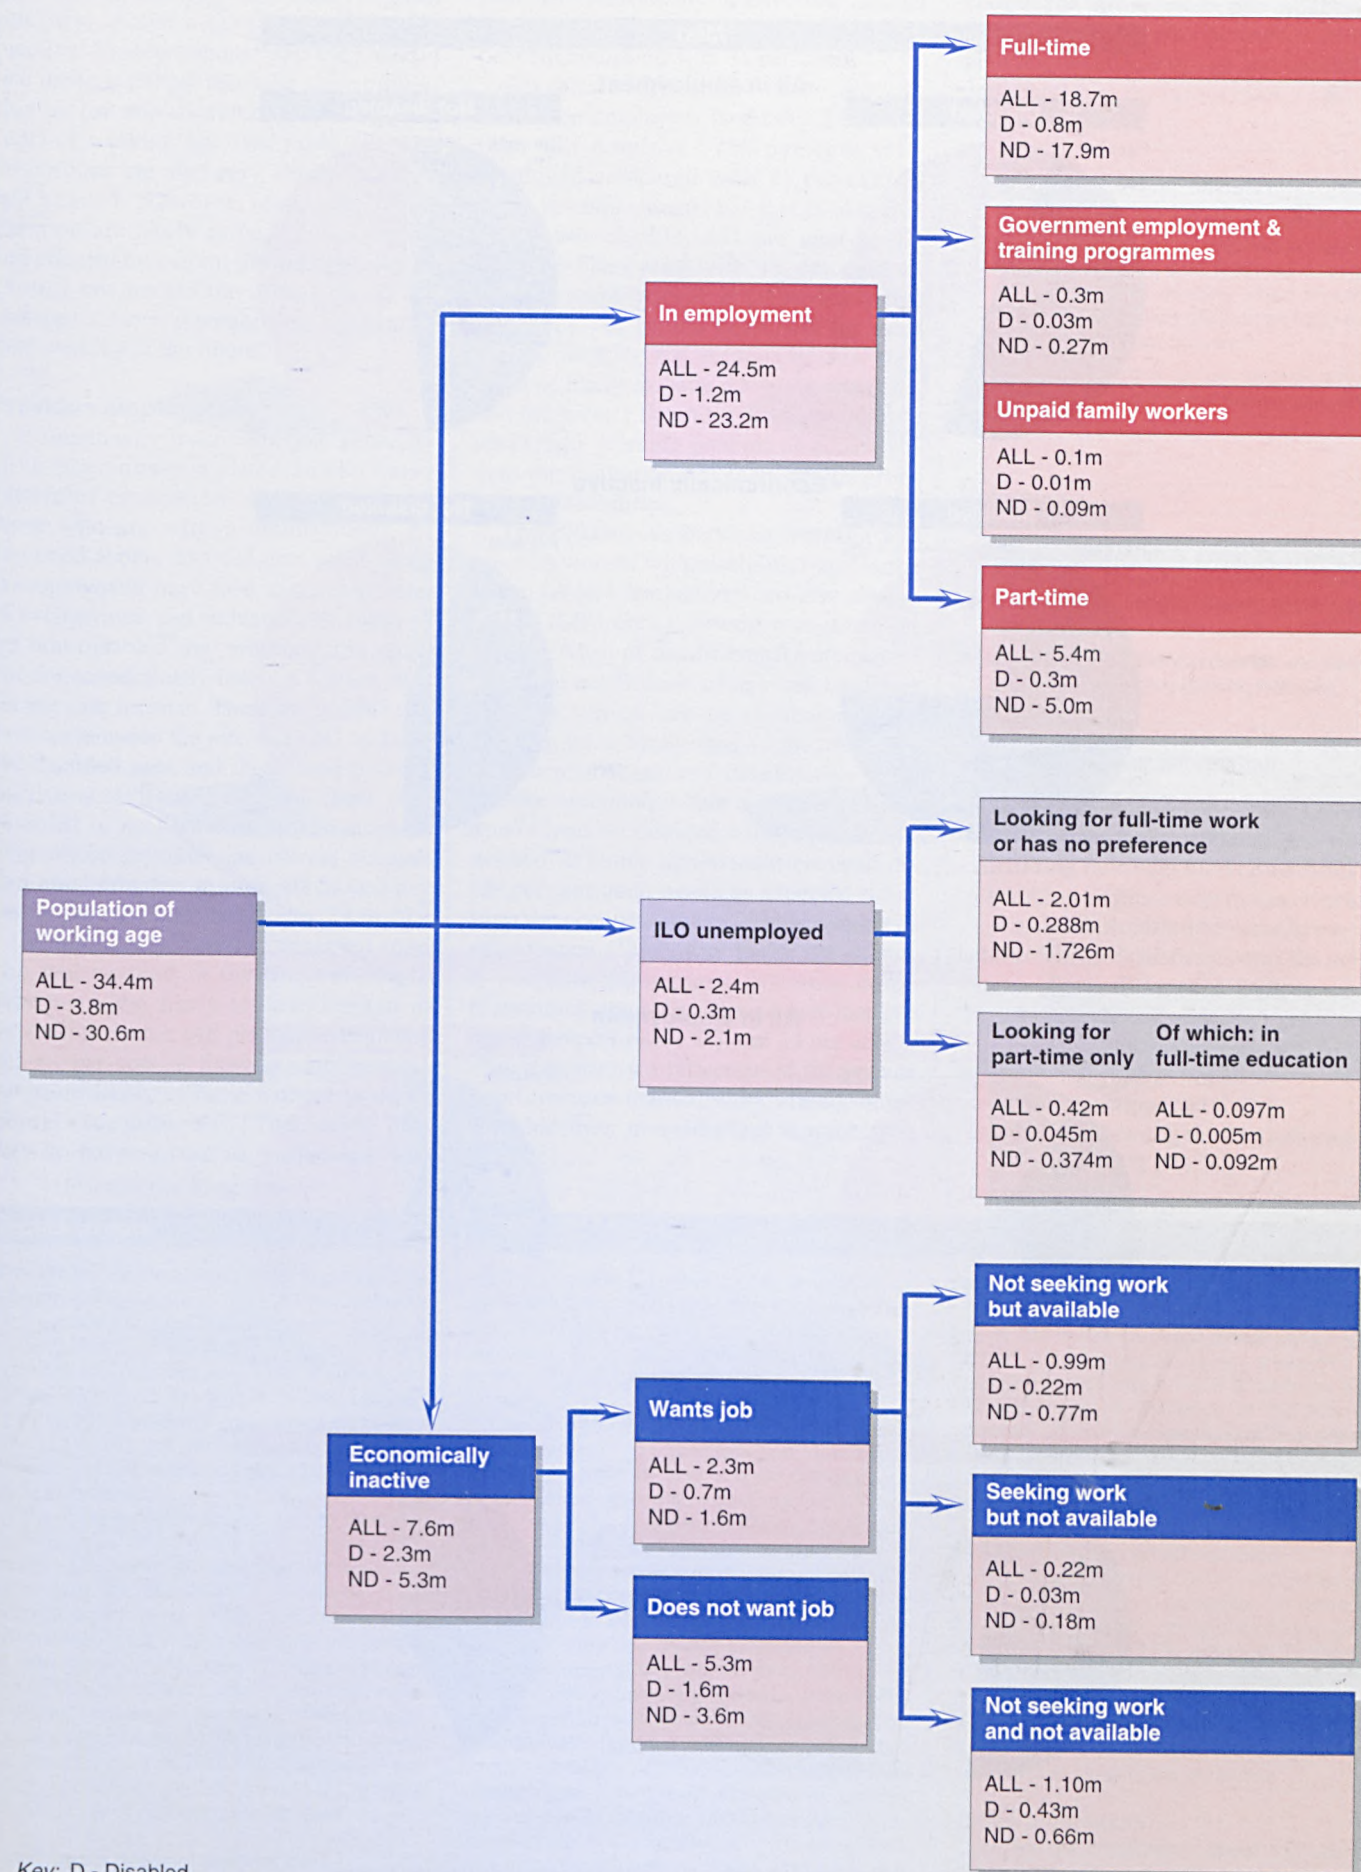 Full-time
ALL - 18.7m
D - 0.8m
ND - 17.9m
Government employment &
training programmes
ALL - 0.3m
D - 0.03m
ND - 0.27m
In employment
ALL - 24.5m
D - 1.2m
ND - 23.2m
Unpaid family workers
ALL - 0.1m
D - 0.01m
ND - 0.09m
Part-time
ALL - 5.4m
D - 0.3m
ND - 5.0m
Looking for full-time work
or has no preference
ALL - 2.01m
D - 0.288m
ND - 1.726m
Population of
working age
ALL - 34.4m
D - 3.8m
ND - 30.6m
ILO unemployed
ALL - 2.4m
D - 0.3m
ND - 2.1m
Looking for
part-time only
ALL - 0.42m
D - 0.045m
ND - 0.374m
Of which: in
full-time education
ALL - 0.097m
D - 0.005m
ND - 0.092m
Not seeking work
but available
ALL - 0.99m
D - 0.22m
ND - 0.77m
Wants job
ALL - 2.3m
D - 0.7m
ND - 1.6m
Economically
inactive
ALL - 7.6m
D - 2.3m
ND - 5.3m
Seeking work
but not available
ALL - 0.22m
D - 0.03m
ND - 0.18m
Does not want job
ALL - 5.3m
D - 1.6m
ND - 3.6m
Not seeking work
and not available
ALL - 1.10m
D - 0.43m
ND - 0.66m
Key: D - Disabled